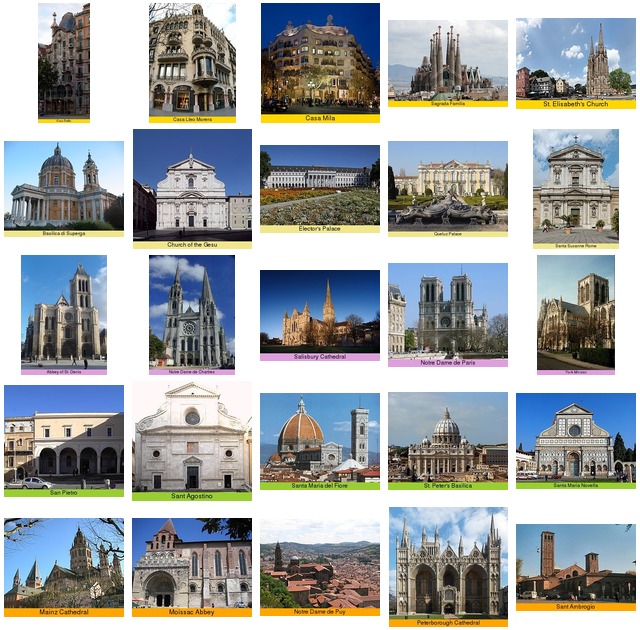 Casa Batllo
Casa Lleo Morera
Casa Mila
Sagrada Familia
St. Elisabeth's Church
Basilica di Superga
Church of the Gesu
Elector's Palace
Queluz Palace
Santa Susanna Rome
Abbey of St Denis
Notre Dame de Chartres
Salisbury Cathedral
Notre Dame de Paris
York Minster
San Pietro
Sant Agostino
Santa Maria del Fiore
St. Peter's Basilica
Santa Maria Novella
Mainz Cathedral
Moissac Abbey
Notre Dame de Puy
Peterborough Cathedral
Sant Ambrogio